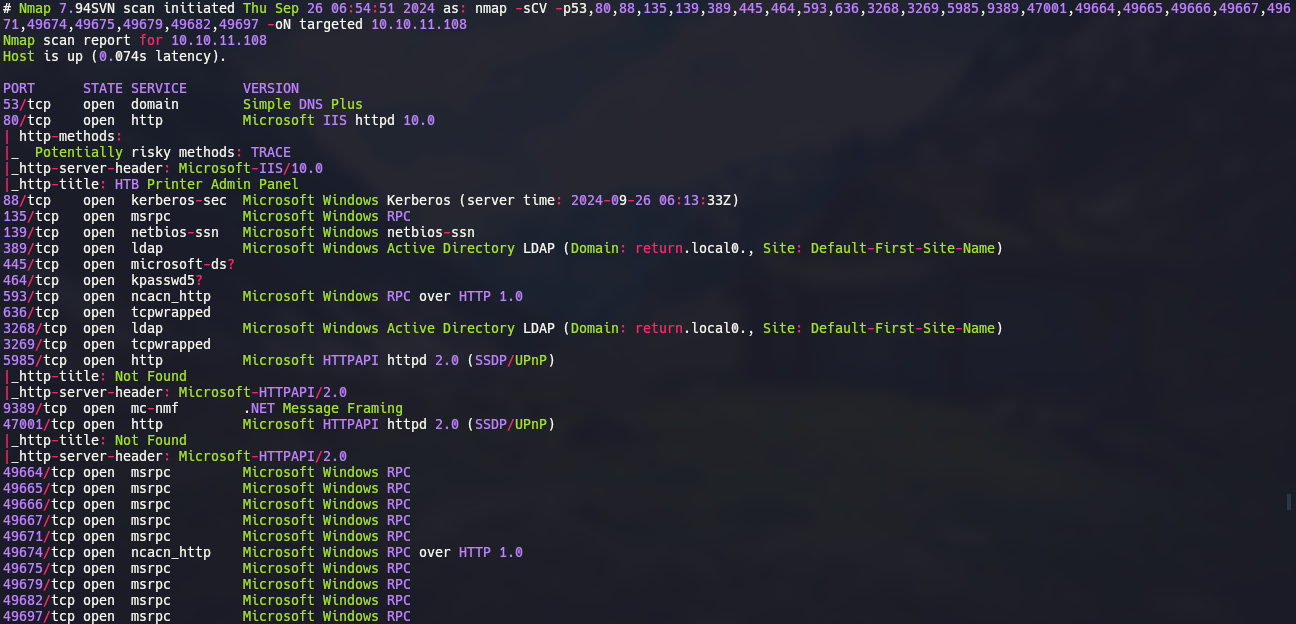 # Nmap 7.94SVN scan initiated Thu Sep 26 06:54:51 2024 as: nmap -sCV -p53,80,88,135,139,389,445,464,593,636,3268,3269,5985,9389,47001,49664,49665,49666,49667,496
71,49674,49675,49679,49682,49697 -oN targeted 10.10.11.108
Nmap scan report for 10.10.11.108
Host is up (0.074s latency).
PORT      STATE SERVICE       VERSION
53/tcp    open  domain        Simple DNS Plus
80/tcp    open  http          Microsoft IIS httpd 10.0
| http-methods:
|_  Potentially risky methods: TRACE
|_http-server-header: Microsoft-IIS/10.0
|_http-title: HTB Printer Admin Panel
88/tcp    open  kerberos-sec  Microsoft Windows Kerberos (server time: 2024-09-26 06:13:33Z)
135/tcp   open  msrpc         Microsoft Windows RPC
139/tcp   open  netbios-ssn   Microsoft Windows netbios-ssn
389/tcp   open  ldap          Microsoft Windows Active Directory LDAP (Domain: return.local0., Site: Default-First-Site-Name)
445/tcp   open  microsoft-ds?
464/tcp   open  kpasswd5?
593/tcp   open  ncacn_http    Microsoft Windows RPC over HTTP 1.0
636/tcp   open  tcpwrapped
3268/tcp  open  ldap          Microsoft Windows Active Directory LDAP (Domain: return.local0., Site: Default-First-Site-Name)
3269/tcp  open  tcpwrapped
5985/tcp  open  http          Microsoft HTTPAPI httpd 2.0 (SSDP/UPnP)
|_http-title: Not Found
|_http-server-header: Microsoft-HTTPAPI/2.0
9389/tcp  open  mc-nmf        .NET Message Framing
47001/tcp open  http          Microsoft HTTPAPI httpd 2.0 (SSDP/UPnP)
|_http-title: Not Found
|_http-server-header: Microsoft-HTTPAPI/2.0
49664/tcp open  msrpc         Microsoft Windows RPC
49665/tcp open  msrpc         Microsoft Windows RPC
49666/tcp open  msrpc         Microsoft Windows RPC
49667/tcp open  msrpc         Microsoft Windows RPC
49671/tcp open  msrpc         Microsoft Windows RPC
49674/tcp open  ncacn_http    Microsoft Windows RPC over HTTP 1.0
49675/tcp open  msrpc         Microsoft Windows RPC
49679/tcp open  msrpc         Microsoft Windows RPC
49682/tcp open  msrpc         Microsoft Windows RPC
49697/tcp open  msrpc         Microsoft Windows RPC